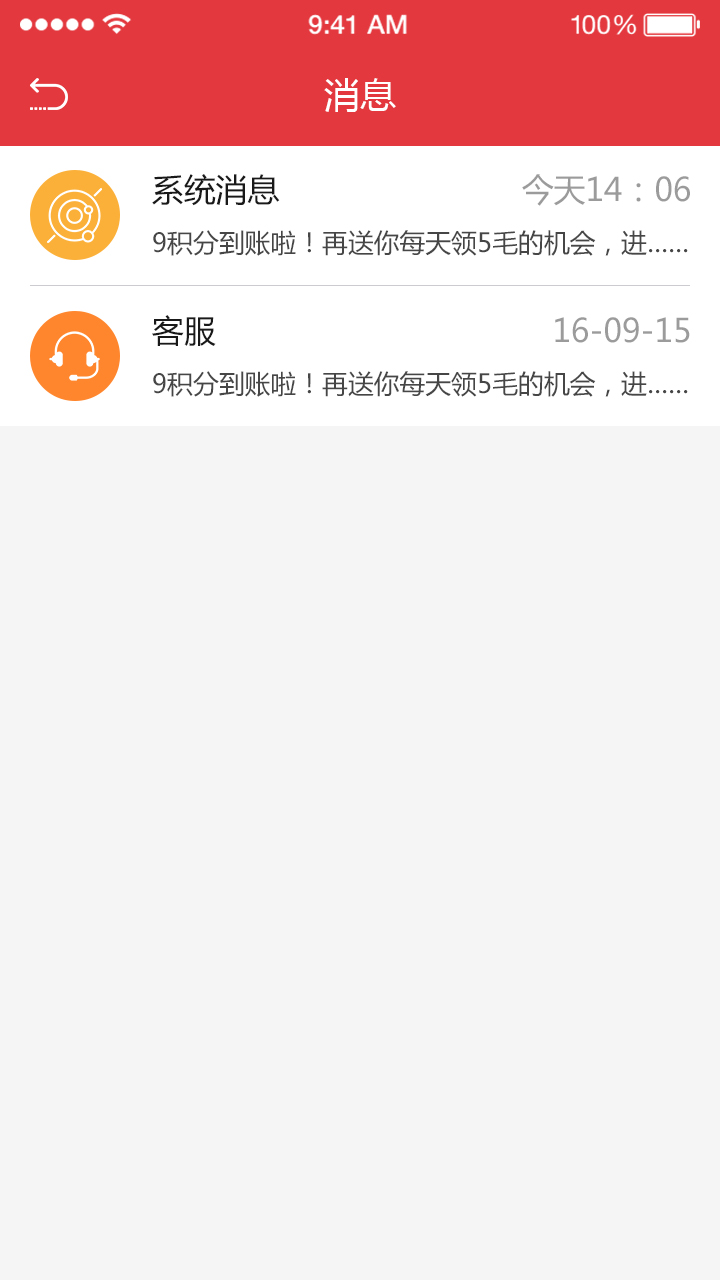 9:41 AM 100%
消息
系统消息 今天14：06
9积分到账啦！再送你每天领5毛的机会，进……
客服 16-09-15
9积分到账啦！再送你每天领5毛的机会，进……